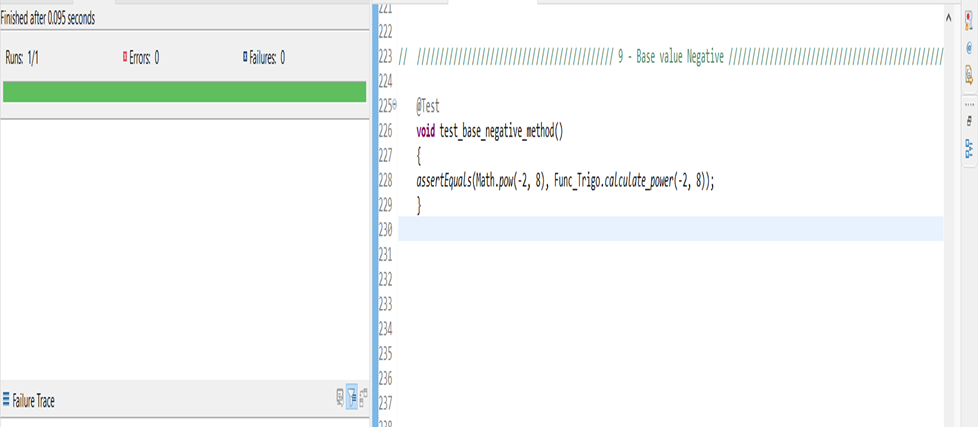 Finished after 0.095 seconds
Runs: 1/1 Errors: 0 Failures: 0
Failure Trace
221
222
223 // //////////////////////////////////////////// 9 - Base value Negative ////////////////////////////////////////////////
224
225 @Test
226 void test_base_negative_method()
227 {
228 assertEquals(Math.pow(-2, 8), Func_Trigo.calculate_power(-2, 8));
229 }
230
231
232
233
234
235
236
237
238